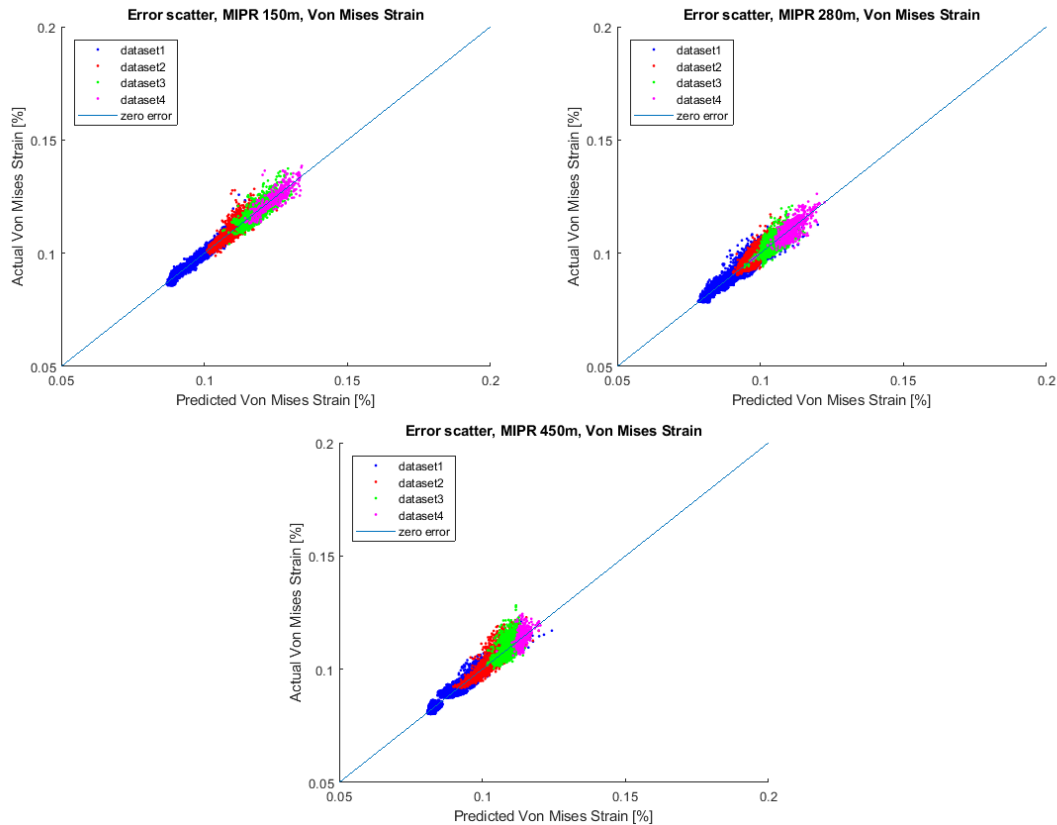 Error scatter, MIPR 150m, Von Mises Strain
0.2
dataset1
dataset2
dataset3
dataset4
zero error
0.15
Actual Von Mises Strain [%]
0.1
0.05
0.05 0.1 0.15 0.2
Predicted Von Mises Strain [%]
Error scatter, MIPR 280m, Von Mises Strain
0.2
dataset1
dataset2
dataset3
dataset4
zero error
0.15
Actual Von Mises Strain [%]
0.1
0.05
0.05 0.1 0.15 0.2
Predicted Von Mises Strain [%]
Error scatter, MIPR 450m, Von Mises Strain
0.2
dataset1
dataset2
dataset3
dataset4
zero error
0.15
Actual Von Mises Strain [%]
0.1
0.05
0.05 0.1 0.15 0.2
Predicted Von Mises Strain [%]